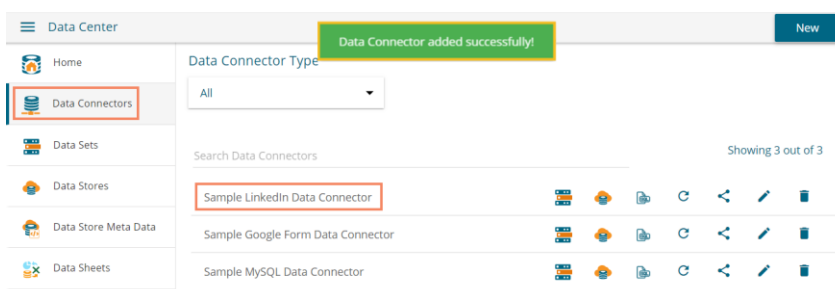 Data Center
Data Connector added successfully!
New
Home
Data Connector Type
Data Connectors
All
Data Sets
Search Data Connectors
Showing 3 out of 3
Data Stores
Sample LinkedIn Data Connector
Data Store Meta Data
Sample Google Form Data Connector
Data Sheets
Sample MySQL Data Connector